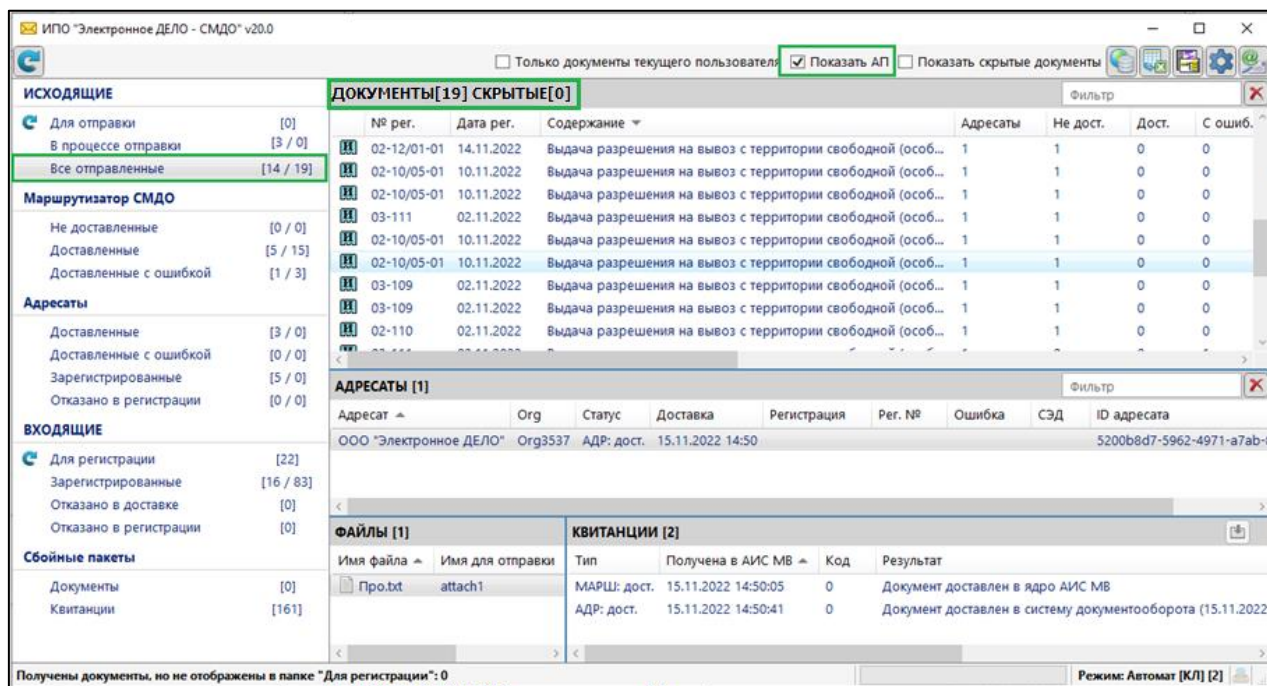 ИПО "Электронное ДЕЛО - СМДО" v20.0
Только документы текущего пользователя Показать АП Показать скрытые документы
ИСХОДЯЩИЕ
Для отправки [0]
В процессе отправки [3 / 0]
Все отправленные [14 / 19]
Маршрутизатор СМДО
Не доставленные [0 / 0]
Доставленные [5 / 15]
Доставленные с ошибкой [1 / 3]
Адресаты
Доставленные [3 / 0]
Доставленные с ошибкой [0 / 0]
Зарегистрированные [5 / 0]
Отказано в регистрации [0 / 0]
ВХОДЯЩИЕ
Для регистрации [22]
Зарегистрированные [16 / 83]
Отказано в доставке [0]
Отказано в регистрации [0]
Сбойные пакеты
Документы [0]
Квитанции [161]
ДОКУМЕНТЫ[19] СКРЫТЫЕ[0] Фильтр
№ рег. Дата рег. Содержание Адресаты Не дост. Дост. С ошиб.
02-12/01-01 14.11.2022 Выдача разрешения на вывоз с территории свободной (особ... 1 1 0 0
02-10/05-01 10.11.2022 Выдача разрешения на вывоз с территории свободной (особ... 1 1 0 0
02-10/05-01 10.11.2022 Выдача разрешения на вывоз с территории свободной (особ... 1 1 0 0
03-111 02.11.2022 Выдача разрешения на вывоз с территории свободной (особ... 1 1 0 0
02-10/05-01 10.11.2022 Выдача разрешения на вывоз с территории свободной (особ... 1 1 0 0
02-10/05-01 10.11.2022 Выдача разрешения на вывоз с территории свободной (особ... 1 1 0 0
03-109 02.11.2022 Выдача разрешения на вывоз с территории свободной (особ... 1 1 0 0
03-109 02.11.2022 Выдача разрешения на вывоз с территории свободной (особ... 1 1 0 0
02-110 02.11.2022 Выдача разрешения на вывоз с территории свободной (особ... 1 1 0 0
АДРЕСАТЫ [1] Фильтр
Адресат Org Статус Доставка Регистрация Рег. № Ошибка СЭД ID адресата
ООО "Электронное ДЕЛО" Org3537 АДР: дост. 15.11.2022 14:50 5200b8d7-5962-4971-a7ab-
ФАЙЛЫ [1]
Имя файла Имя для отправки
Про.txt attach1
КВИТАНЦИИ [2]
Тип Получена в АИС МВ Код Результат
МАРШ: дост. 15.11.2022 14:50:05 0 Документ доставлен в ядро АИС МВ
АДР: дост. 15.11.2022 14:50:41 0 Документ доставлен в систему документооборота (15.11.2022
Получены документы, но не отображены в папке "Для регистрации": 0 Режим: Автомат [КЛ] [2]